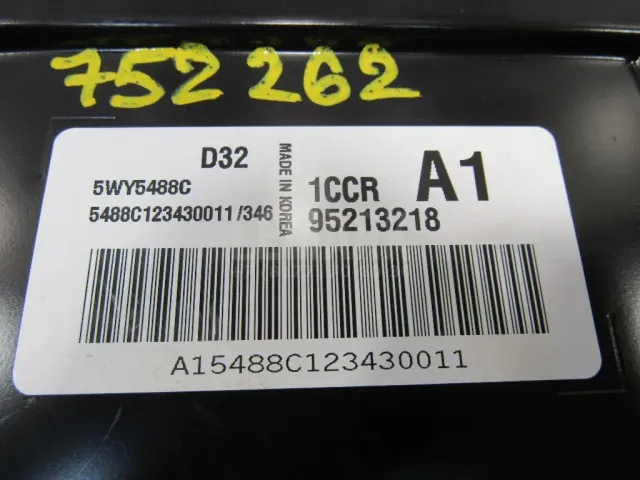 752 262
D32
5WY5488C
5488C123430011/346
MADE IN KOREA
1CCR A1
95213218
A15488C123430011